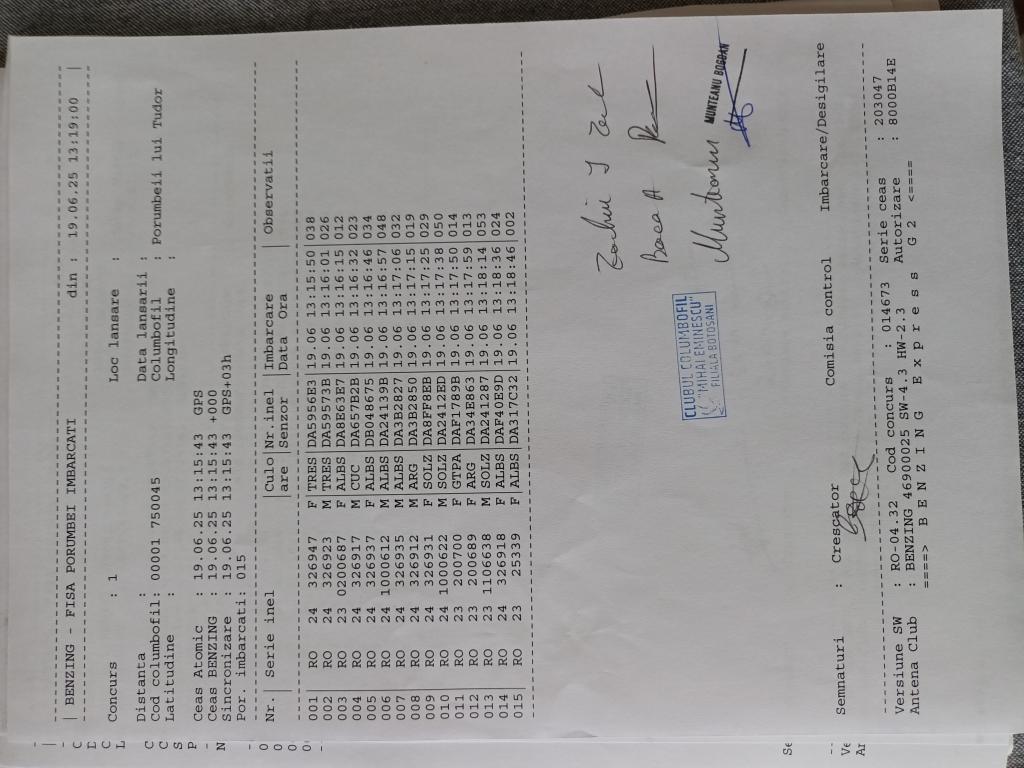 | BENZING - FISA PORUMBEI IMBARCATI din : 19.06.25 13:19:00 |
Concurs : 1 Loc lansare :
Distanta : Data lansarii :
Cod columbofil: 00001 750045 Columbofil : Porumbeii lui Tudor
Latitudine : Longitudine :
Ceas Atomic : 19.06.25 13:15:43 GPS
Ceas BENZING : 19.06.25 13:15:43 +000
Sincronizare : 19.06.25 13:15:43 GPS+03h
Por. imbarcati: 015
Nr.| Serie inel |Culo|Nr.inel |Imbarcare | Observatii
|are |Senzor |Data Ora |
001 RO 24 326947 F TRES DA5956E3 19.06 13:15:50 038
002 RO 24 326923 M TRES DA59573B 19.06 13:16:01 026
003 RO 23 0200687 F ALBS DA8E63E7 19.06 13:16:15 012
004 RO 24 326917 M CUC DA657B2B 19.06 13:16:32 023
005 RO 24 326937 F ALBS DB048675 19.06 13:16:46 034
006 RO 24 1000612 M ALBS DA24139B 19.06 13:16:57 048
007 RO 24 326935 M ALBS DA3B2827 19.06 13:17:06 032
008 RO 24 326912 M ARG DA3B2850 19.06 13:17:15 019
009 RO 24 326931 F SOLZ DA8FF8EB 19.06 13:17:25 029
010 RO 24 1000622 M SOLZ DA2412ED 19.06 13:17:38 050
011 RO 23 200700 F GTPA DAF1789B 19.06 13:17:50 014
012 RO 23 200689 F ARG DA34E863 19.06 13:17:59 013
013 RO 23 1106638 M SOLZ DA241287 19.06 13:18:14 053
014 RO 24 326918 F ALBS DAF40E9D 19.06 13:18:36 024
015 RO 23 25339 F ALBS DA317C32 19.06 13:18:46 002
Baca A
CLUBUL COLUMBOFIL
"MIHAI EMINESCU"
FILIALA BOTOSANI
Munteanu
MUNTEANU BOGDAN
Semnaturi : Crescator Comisia control Imbarcare/Desigilare
Versiune SW : RO-04.32 Cod concurs : 014673 Serie ceas : 203047
Antena Club : BENZING 46900025 SW-4.3 HW-2.3 Autorizare : 8000B14E
====> B E N Z I N G E x p r e s s G 2 <====